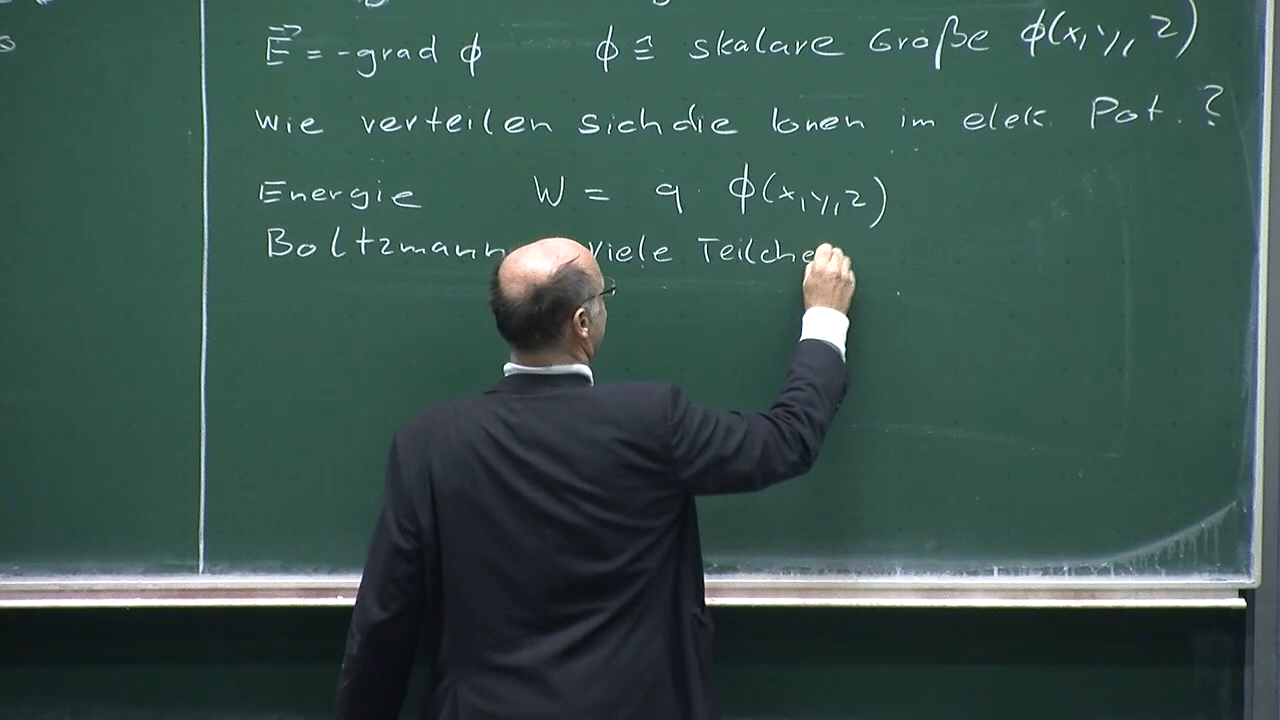 E⃗ = -grad ϕ ϕ ≙ skalare Größe ϕ(x,y,z)
wie verteilen sich die Ionen im elek. Pot.?
Energie W = q · ϕ(x,y,z)
Boltzmann viele Teilche